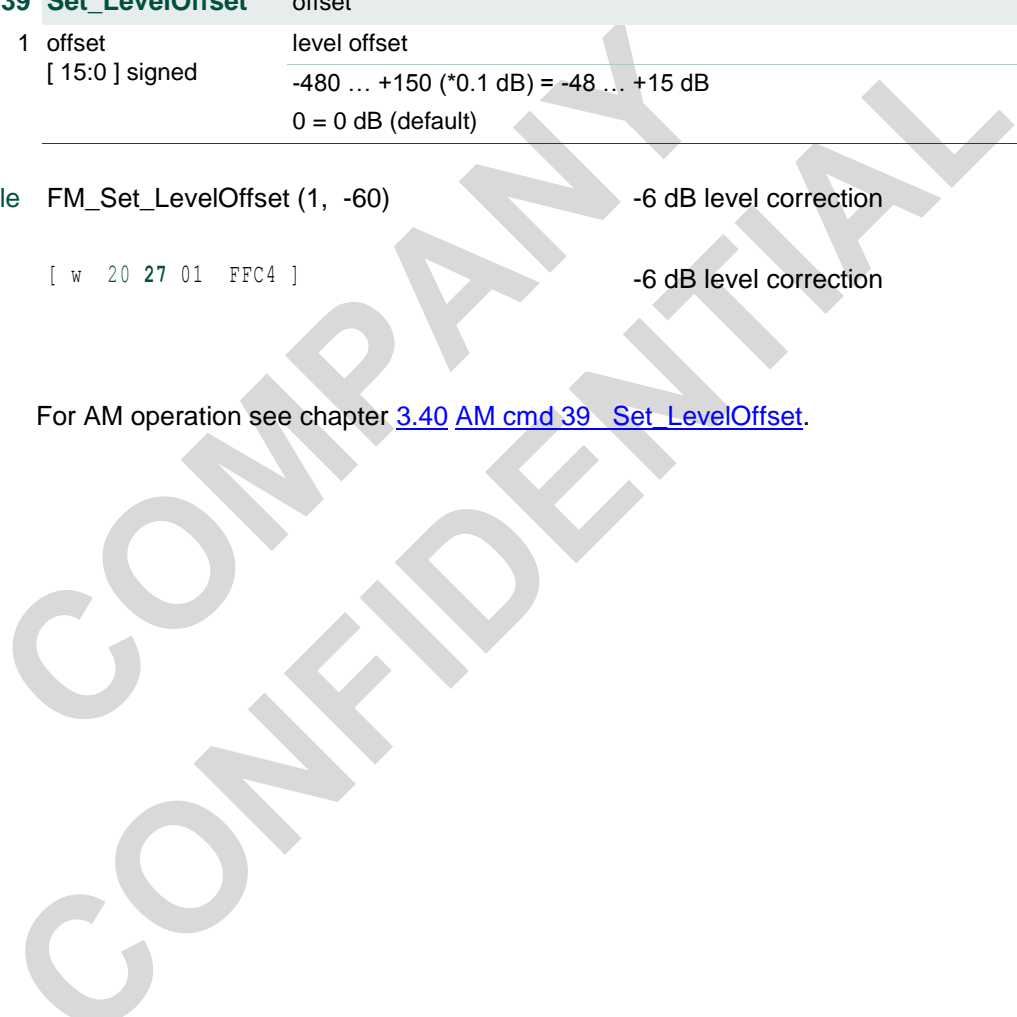 39 Set_LevelOffset offset
1 offset level offset
[ 15:0 ] signed
-480 … +150 (*0.1 dB) = -48 … +15 dB
0 = 0 dB (default)
le FM_Set_LevelOffset (1, -60) -6 dB level correction
[ w 20 27 01 FFC4 ] -6 dB level correction
For AM operation see chapter 3.40 AM cmd 39 Set_LevelOffset.
COMPANY
CONFIDENTIAL